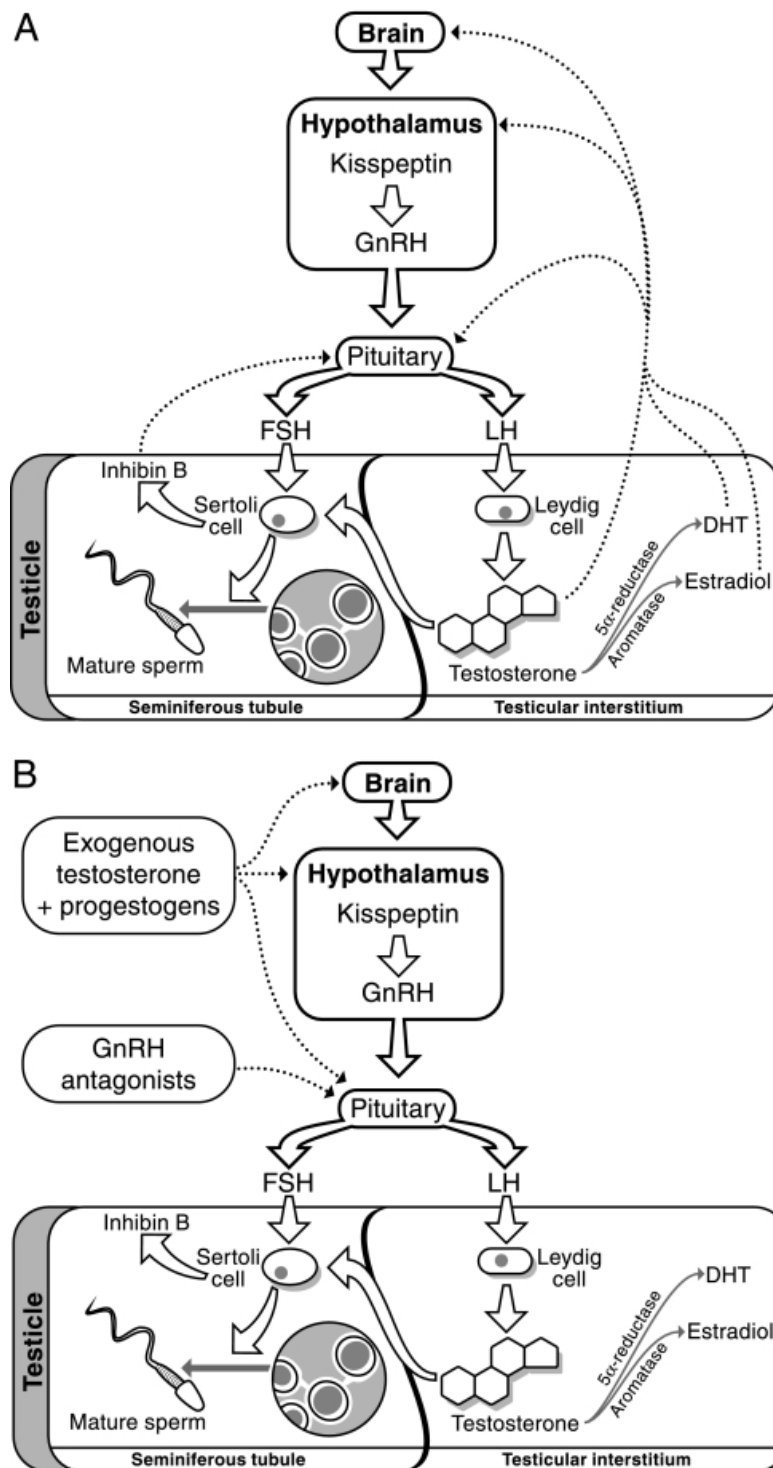 A
Brain
Hypothalamus
Kisspeptin
GnRH
Pituitary
FSH
LH
Inhibin B
Sertoli
cell
Leydig
cell
DHT
5α-reductase
Aromatase
Estradiol
Testicle
Mature sperm
Testosterone
Seminiferous tubule
Testicular interstitium
B
Brain
Exogenous
testosterone
+ progestogens
Hypothalamus
Kisspeptin
GnRH
GnRH
antagonists
Pituitary
FSH
LH
Inhibin B
Sertoli
cell
Leydig
cell
DHT
5α-reductase
Aromatase
Estradiol
Testicle
Mature sperm
Testosterone
Seminiferous tubule
Testicular interstitium